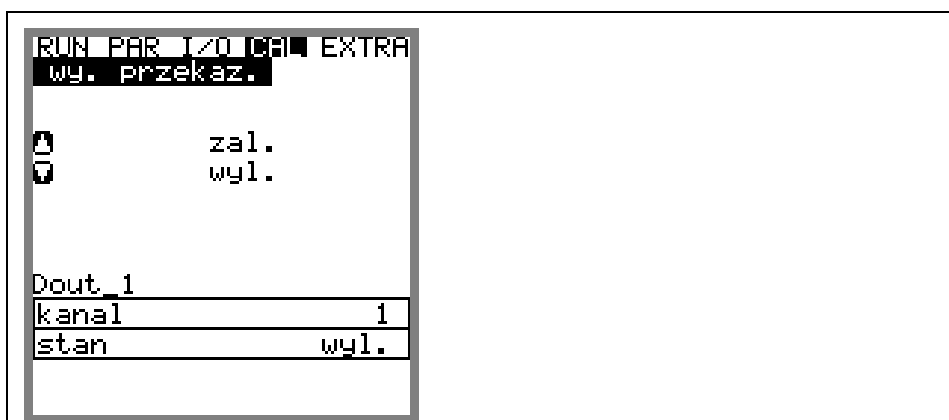 RUN PAR I/O CAL EXTRA
wy. przekaz.
zal.
wyl.
Dout_1
kanal 1
stan wyl.